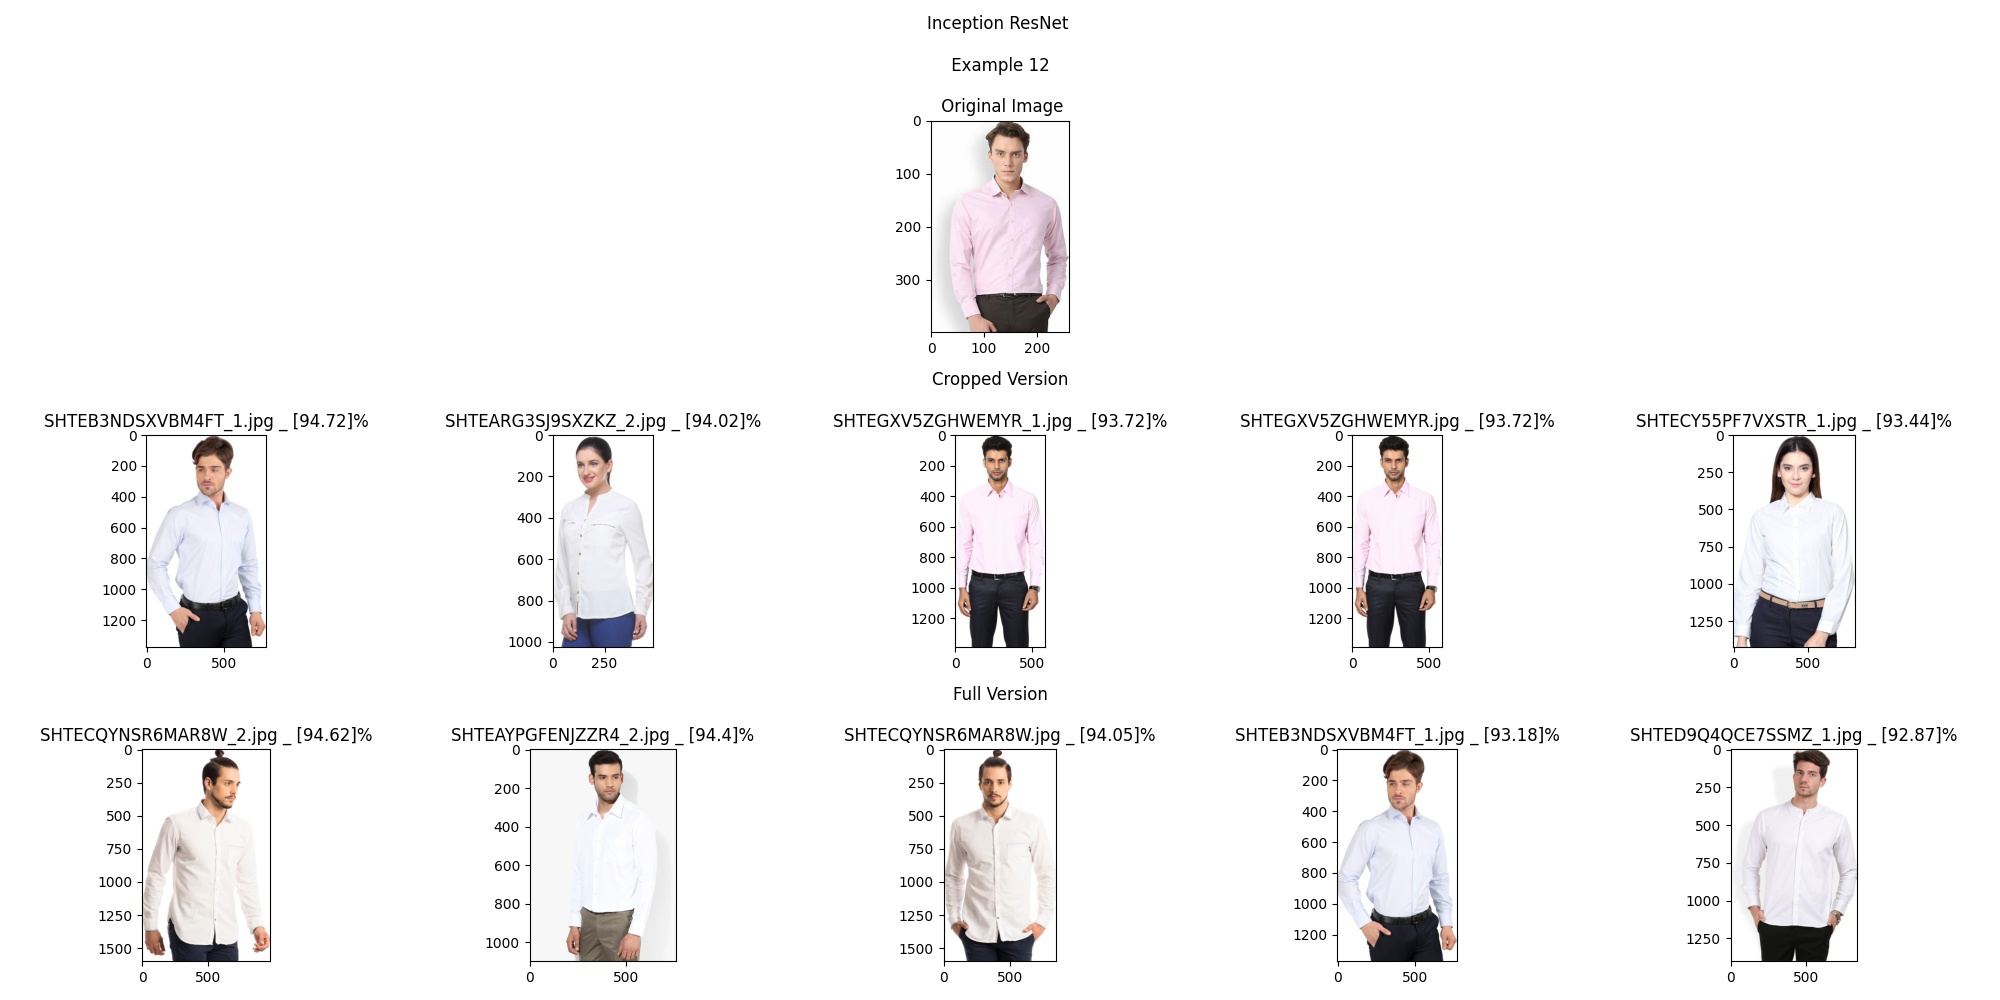 Inception ResNet
Example 12
Original Image
0
100
200
300
0 100 200
Cropped Version
SHTEB3NDSXVBM4FT_1.jpg _ [94.72]% SHTEARG3SJ9SXZKZ_2.jpg _ [94.02]% SHTEGXV5ZGHWEMYR_1.jpg _ [93.72]% SHTEGXV5ZGHWEMYR.jpg _ [93.72]% SHTECY55PF7VXSTR_1.jpg _ [93.44]%
0 0 0 0 0
200 200 200 200 250
400 400 400 400 500
600 600 600 600 750
800 800 800 800 1000
1000 1000 1000 1000 1250
1200 1200 1200
0 500 0 250 0 500 0 500 0 500
Full Version
SHTECQYNSR6MAR8W_2.jpg _ [94.62]% SHTEAYPGFENJZZR4_2.jpg _ [94.4]% SHTECQYNSR6MAR8W.jpg _ [94.05]% SHTEB3NDSXVBM4FT_1.jpg _ [93.18]% SHTED9Q4QCE7SSMZ_1.jpg _ [92.87]%
0 0 0 0 0
250 200 250 200 250
500 400 500 400 500
750 600 750 600 750
1000 800 1000 800 1000
1250 1000 1250 1000 1250
1500 1500 1200
0 500 0 500 0 500 0 500 0 500